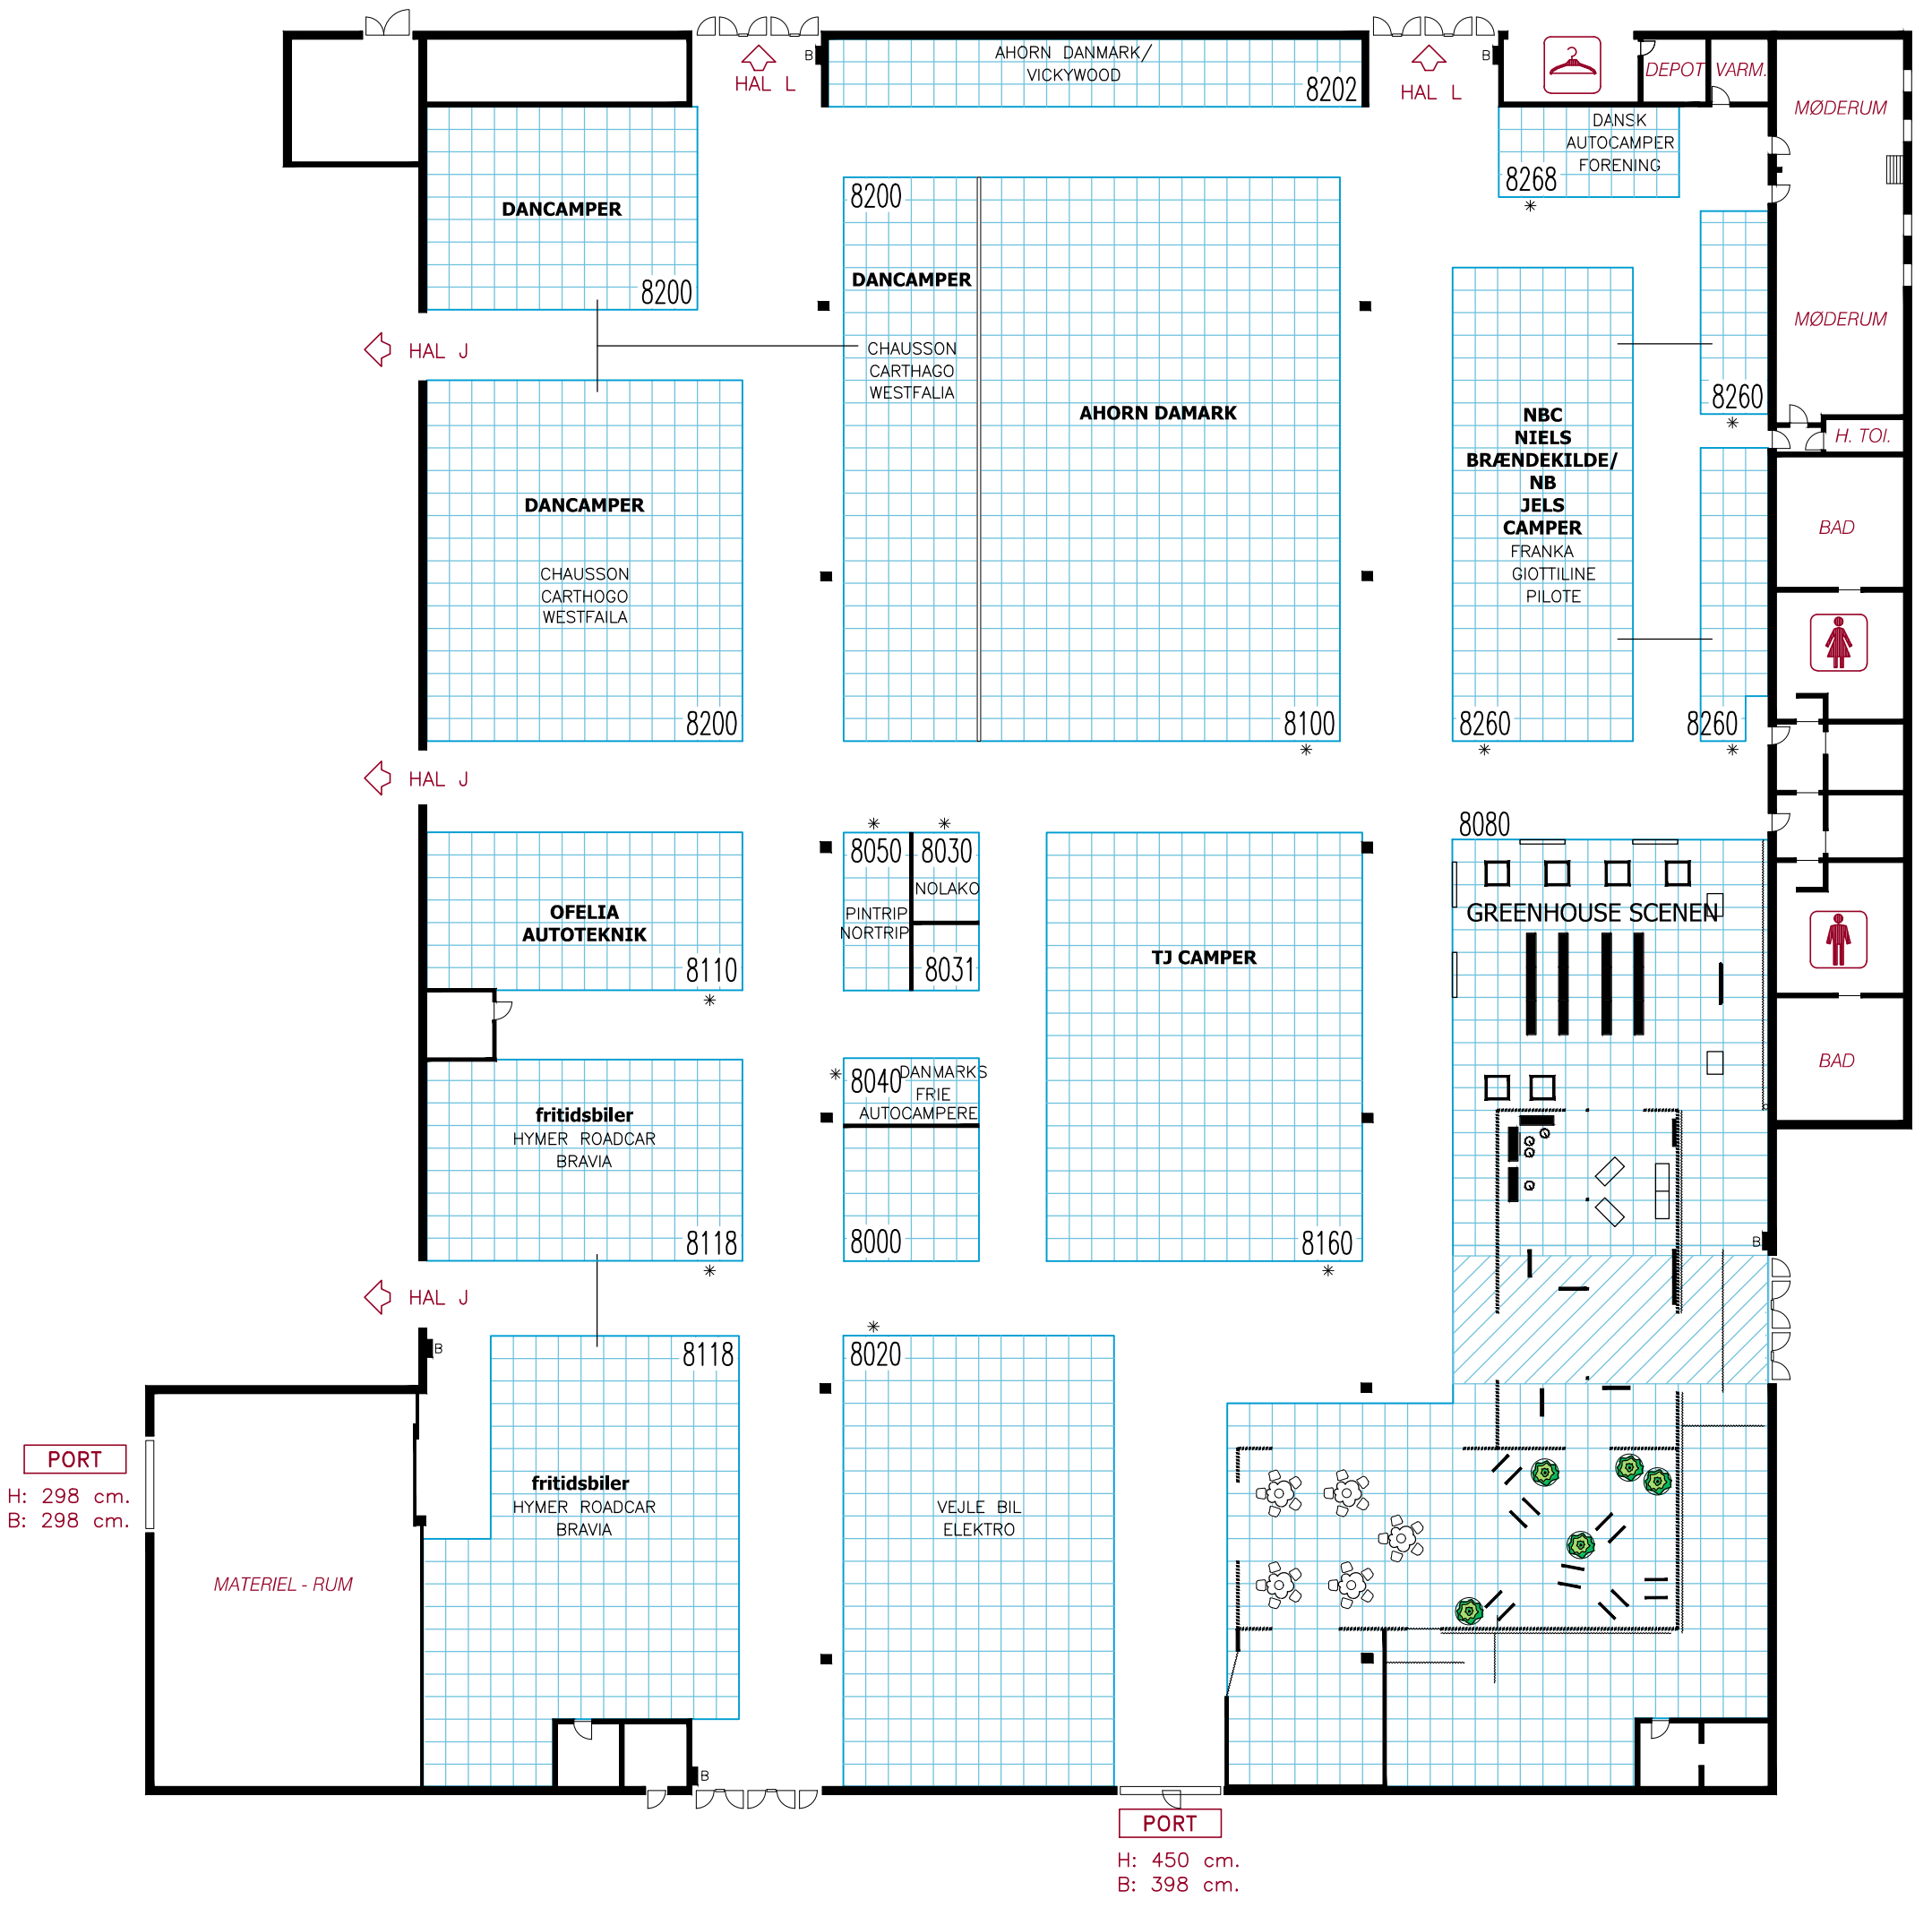 B
HAL L
AHORN DANMARK/
VICKYWOOD
8202
B
HAL L
DEPOT
VARM.
MØDERUM
DANSK
AUTOCAMPER
FORENING
8268
*
DANCAMPER
8200
8200
DANCAMPER
CHAUSSON
CARTHAGO
WESTFALIA
AHORN DAMARK
8100
*
MØDERUM
8260
*
HAL J
NBC
NIELS
BRÆNDEKILDE/
NB
JELS
CAMPER
FRANKA
GIOTTILINE
PILOTE
8260
*
8260
*
H. TOI.
BAD
DANCAMPER
CHAUSSON
CARTHOGO
WESTFAILA
8200
HAL J
OFELIA
AUTOTEKNIK
8110
*
*
8050
PINTRIP
NORTRIP
*
8030
NOLAKO
8031
TJ CAMPER
8160
*
8080
GREENHOUSE SCENEN
BAD
fritidsbiler
HYMER ROADCAR
BRAVIA
8118
*
*
8040
DANMARKS
FRIE
AUTOCAMPERE
8000
B
HAL J
B
8118
fritidsbiler
HYMER ROADCAR
BRAVIA
*
8020
VEJLE BIL
ELEKTRO
PORT
H: 298 cm.
B: 298 cm.
MATERIEL - RUM
B
PORT
H: 450 cm.
B: 398 cm.